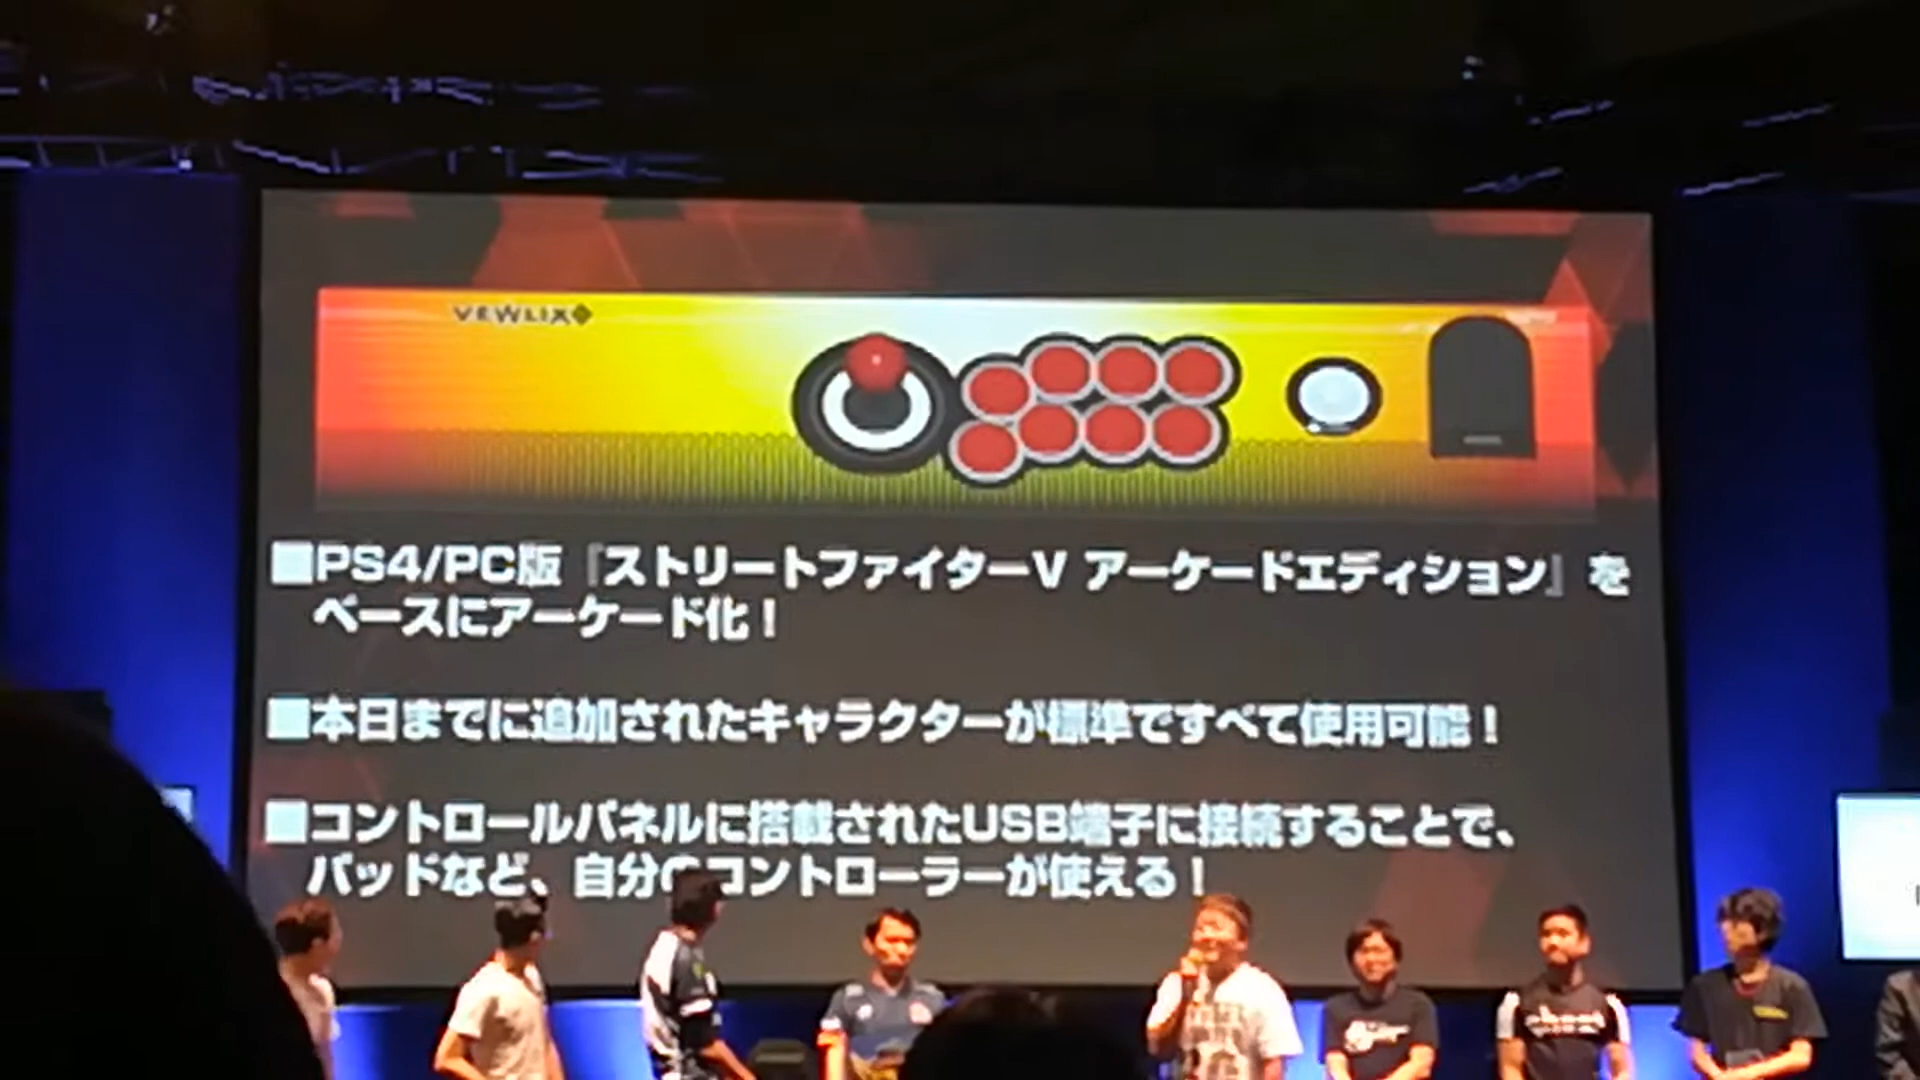 VEWLIX
■PS4/PC版『ストリートファイターV アーケードエディション』を
ベースにアーケード化！
■本日までに追加されたキャラクターが標準ですべて使用可能！
■コントロールパネルに搭載されたUSB端子に接続することで、
パッドなど、自分のコントローラーが使える！